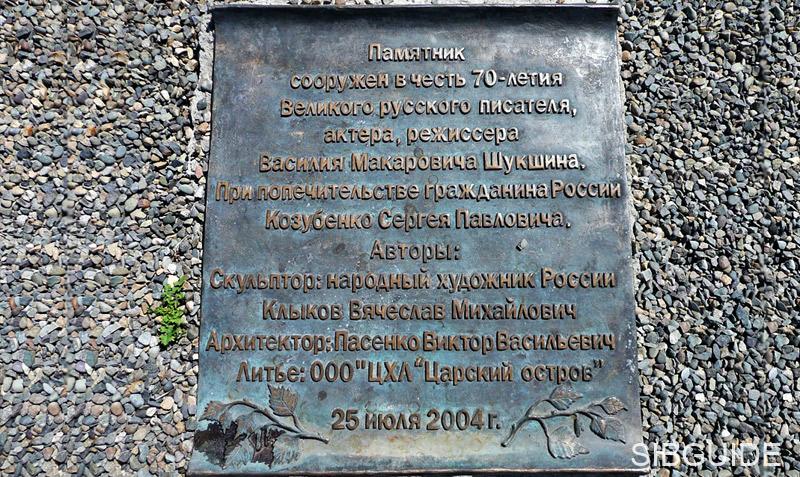 Памятник
сооружен в честь 70-летия
Великого русского писателя,
актера, режиссера
Василия Макаровича Шукшина.
При попечительстве гражданина России
Козубенко Сергея Павловича.
Авторы:
Скульптор: народный художник России
Клыков Вячеслав Михайлович
Архитектор: Пасенко Виктор Васильевич
Литье: ООО "ЦХЛ "Царский остров"
25 июля 2004 г.
SIBGUIDE